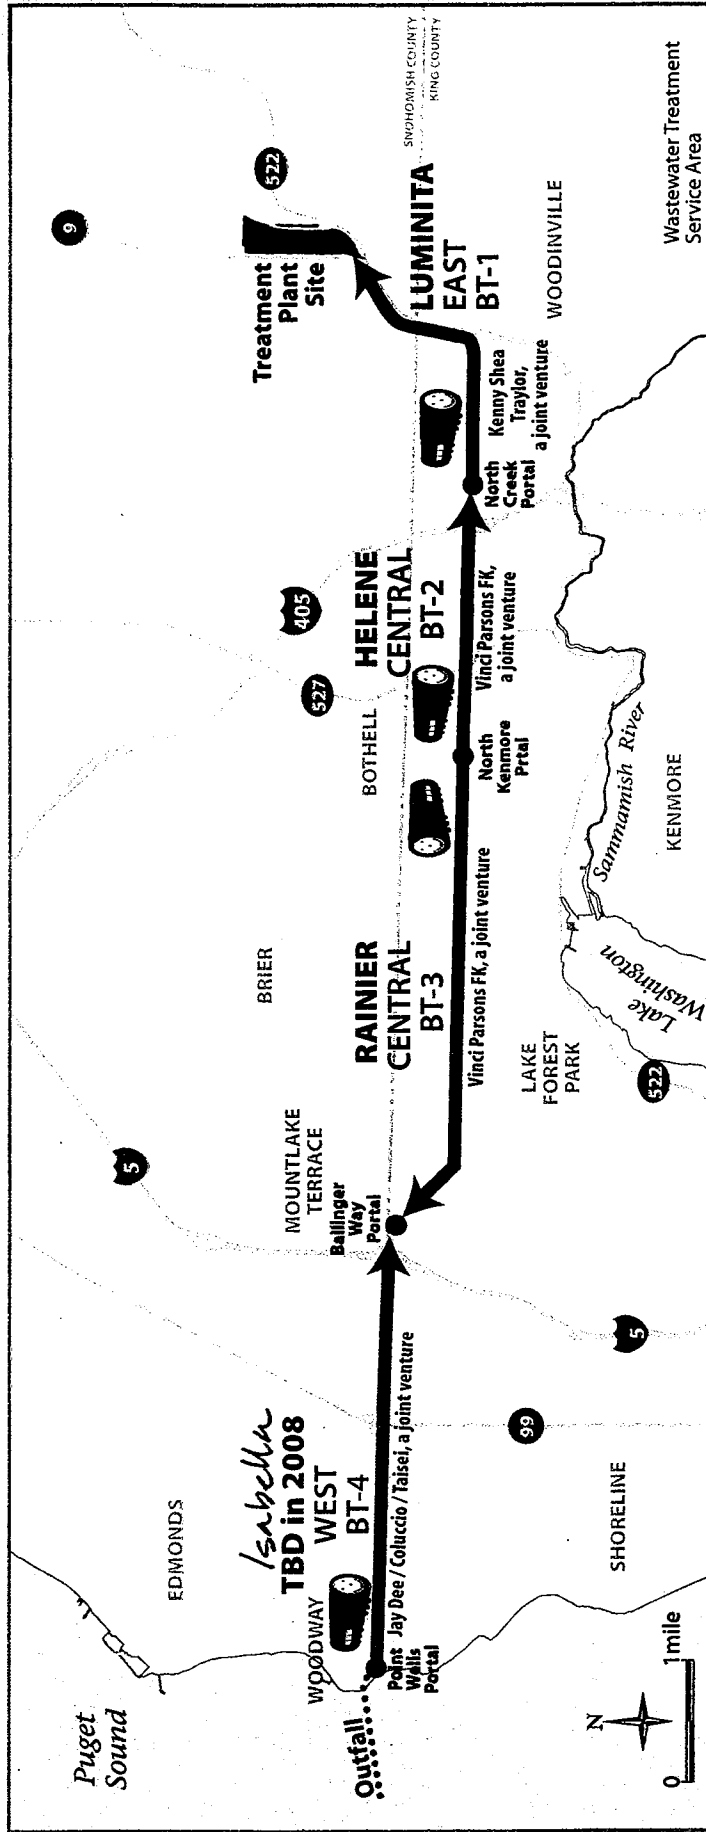 Puget
Sound
EDMONDS
WOODWAY
Outfall
Point
Wells
Portal
Isabella
TBD in 2008
WEST
BT-4
Jay Dee / Coluccio / Taisei, a joint venture
SHORELINE
N
0
1mile
99
5
5
MOUNTLAKE
TERRACE
Ballinger
Way
Portal
BRIER
RAINIER
CENTRAL
BT-3
Vinci Parsons FK, a joint venture
LAKE
FOREST
PARK
522
Lake
Washington
Sammamish River
KENMORE
BOTHELL
527
405
North
Kenmore
Prtal
HELENE
CENTRAL
BT-2
Vinci Parsons FK,
a joint venture
North
Creek
Portal
Kenny Shea
Traylor,
a joint venture
Treatment
Plant
Site
LUMINITA
EAST
BT-1
9
522
SNOHOMISH COUNTY
KING COUNTY
WOODINVILLE
Wastewater Treatment
Service Area